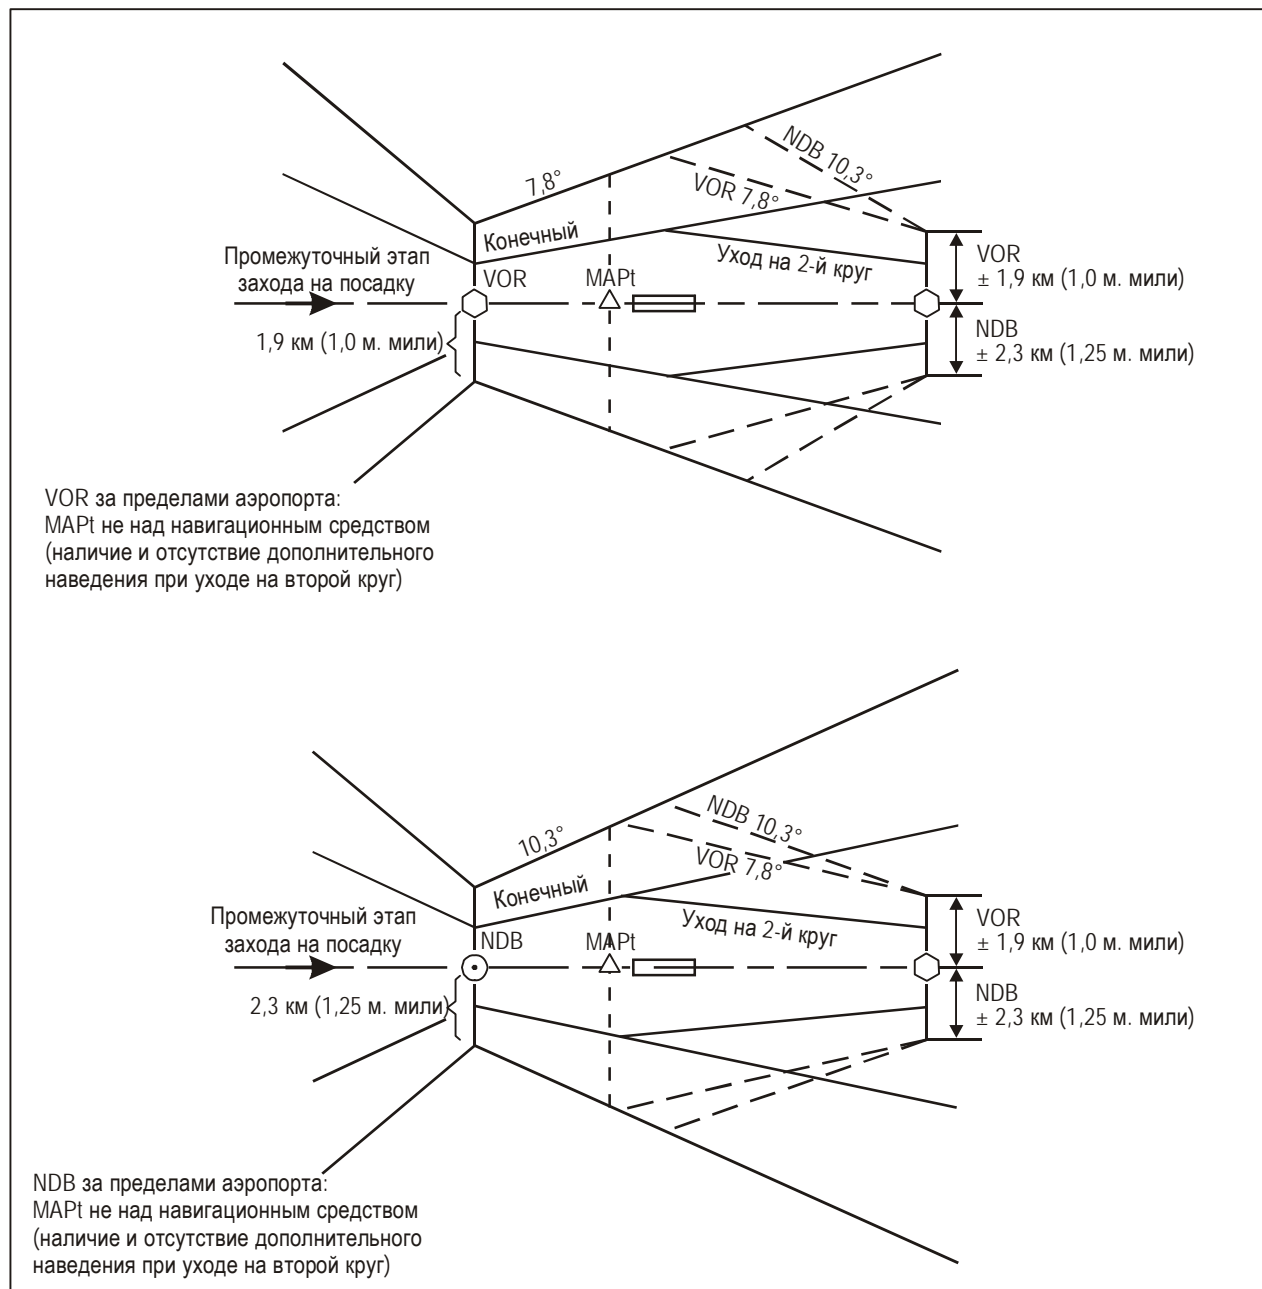 7,8°
NDB 10,3°
VOR 7,8°
Конечный
Уход на 2-й круг
Промежуточный этап
захода на посадку
VOR
MAPt
VOR
± 1,9 км (1,0 м. мили)
1,9 км (1,0 м. мили)
NDB
± 2,3 км (1,25 м. мили)
VOR за пределами аэропорта:
MAPt не над навигационным средством
(наличие и отсутствие дополнительного
наведения при уходе на второй круг)
10,3°
NDB 10,3°
VOR 7,8°
Конечный
Уход на 2-й круг
Промежуточный этап
захода на посадку
NDB
MAPt
VOR
± 1,9 км (1,0 м. мили)
2,3 км (1,25 м. мили)
NDB
± 2,3 км (1,25 м. мили)
NDB за пределами аэропорта:
MAPt не над навигационным средством
(наличие и отсутствие дополнительного
наведения при уходе на второй круг)